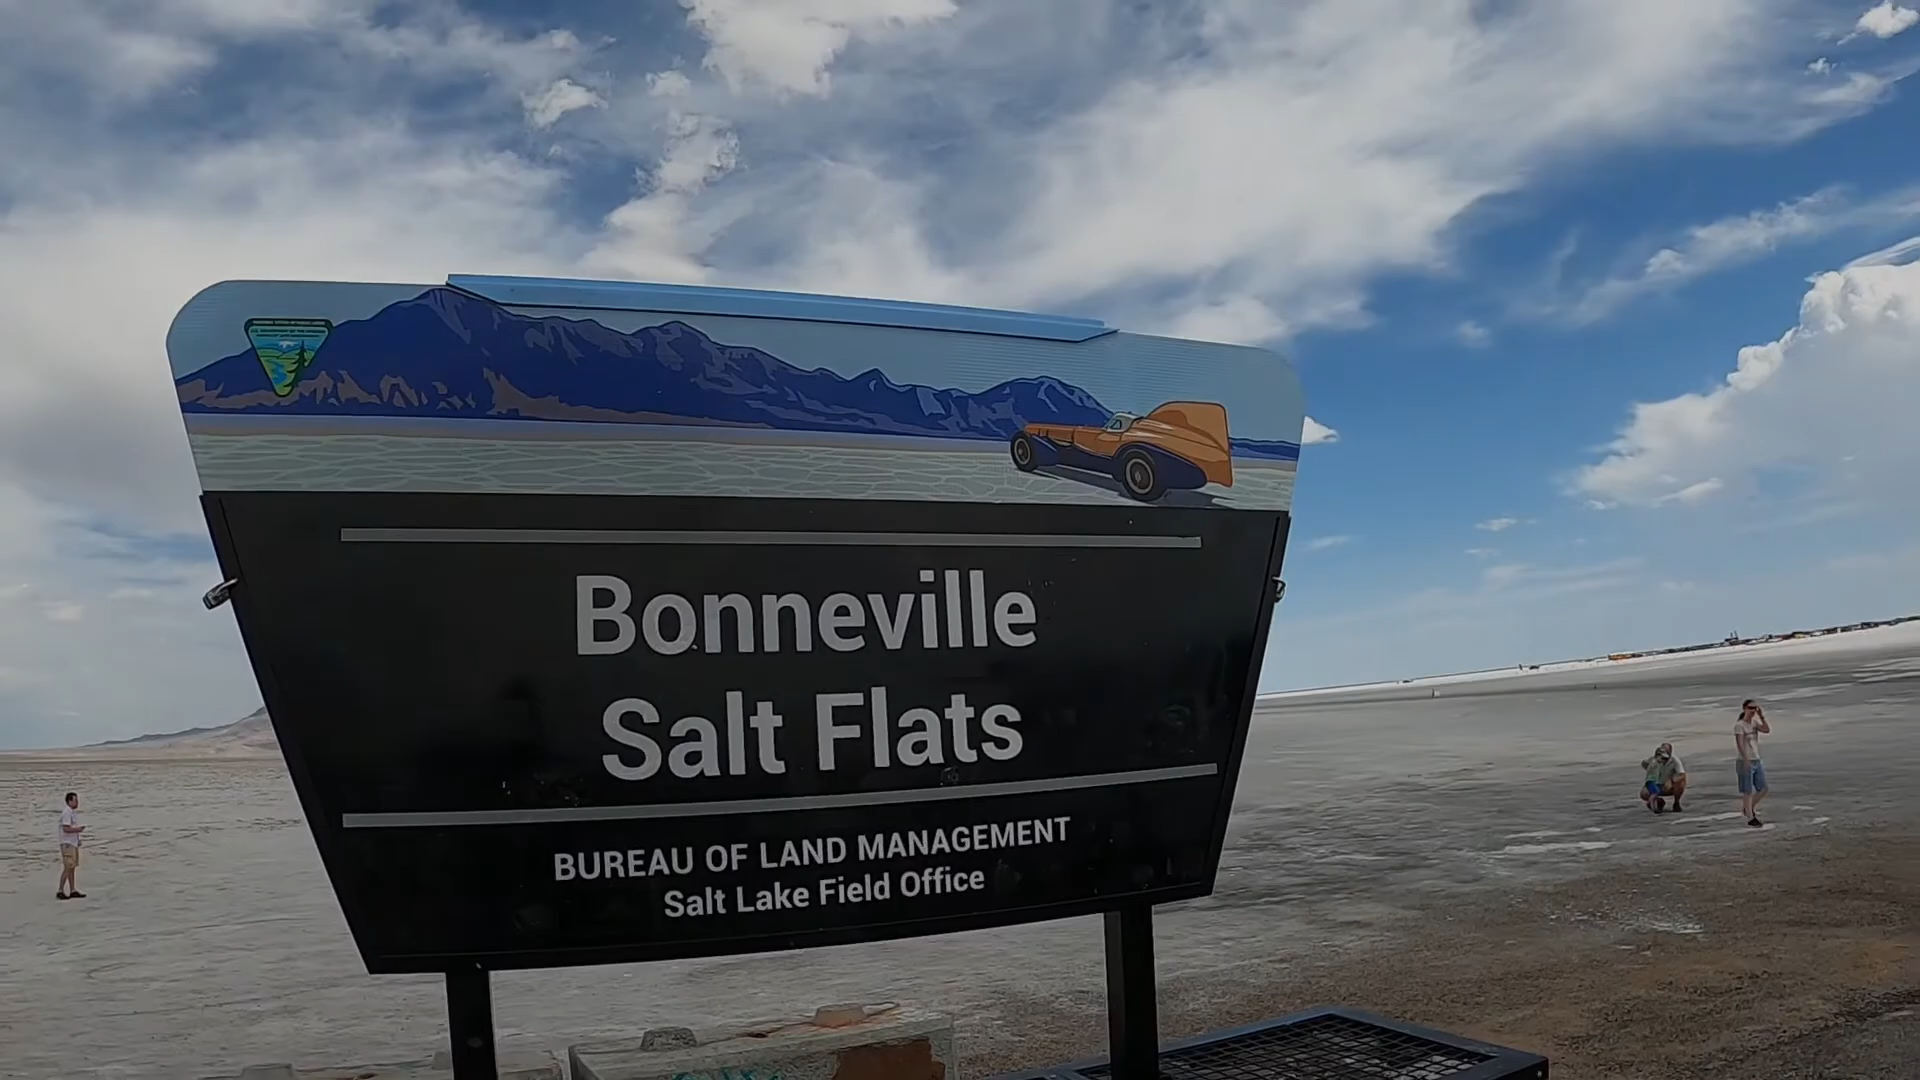 Bonneville
Salt Flats
BUREAU OF LAND MANAGEMENT
Salt Lake Field Office